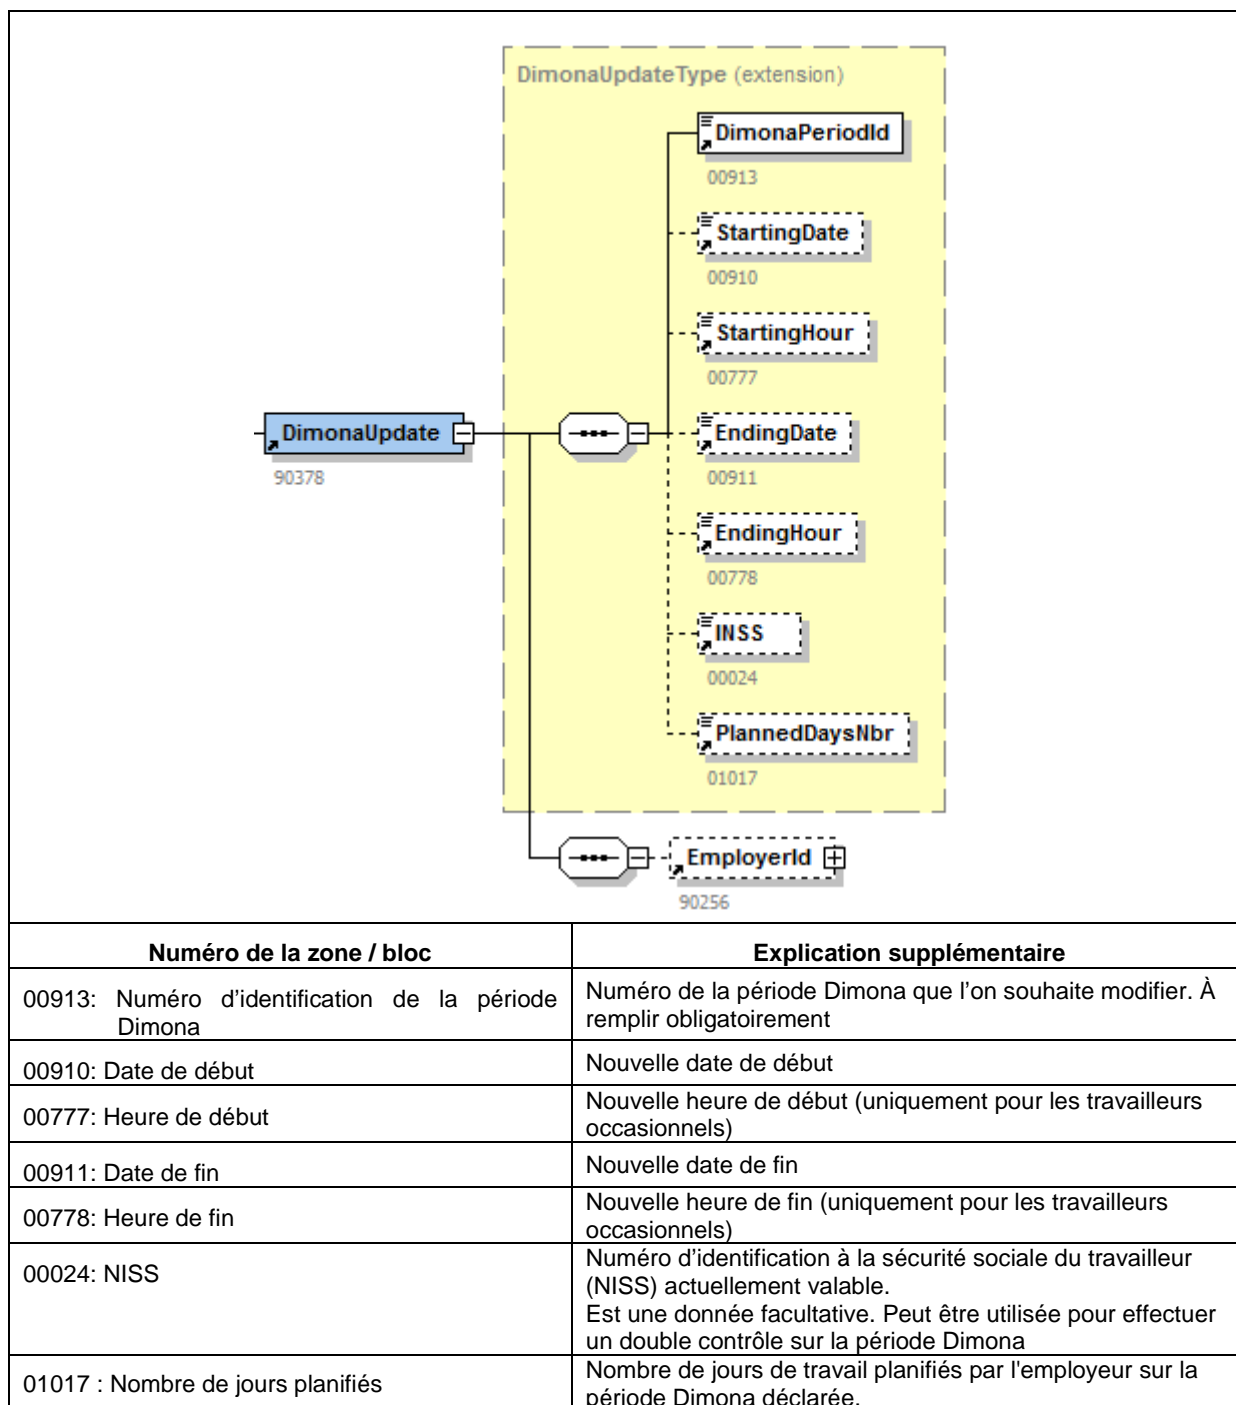 DimonaUpdateType (extension)
DimonaPeriodId
00913
StartingDate
00910
StartingHour
00777
DimonaUpdate
90378
EndingDate
00911
EndingHour
00778
INSS
00024
PlannedDaysNbr
01017
EmployerId
90256
Numéro de la zone / bloc
Explication supplémentaire
00913: Numéro d’identification de la période
Dimona
Numéro de la période Dimona que l’on souhaite modifier. À
remplir obligatoirement
00910: Date de début
Nouvelle date de début
00777: Heure de début
Nouvelle heure de début (uniquement pour les travailleurs
occasionnels)
00911: Date de fin
Nouvelle date de fin
00778: Heure de fin
Nouvelle heure de fin (uniquement pour les travailleurs
occasionnels)
00024: NISS
Numéro d’identification à la sécurité sociale du travailleur
(NISS) actuellement valable.
Est une donnée facultative. Peut être utilisée pour effectuer
un double contrôle sur la période Dimona
01017 : Nombre de jours planifiés
Nombre de jours de travail planifiés par l'employeur sur la
période Dimona déclarée.